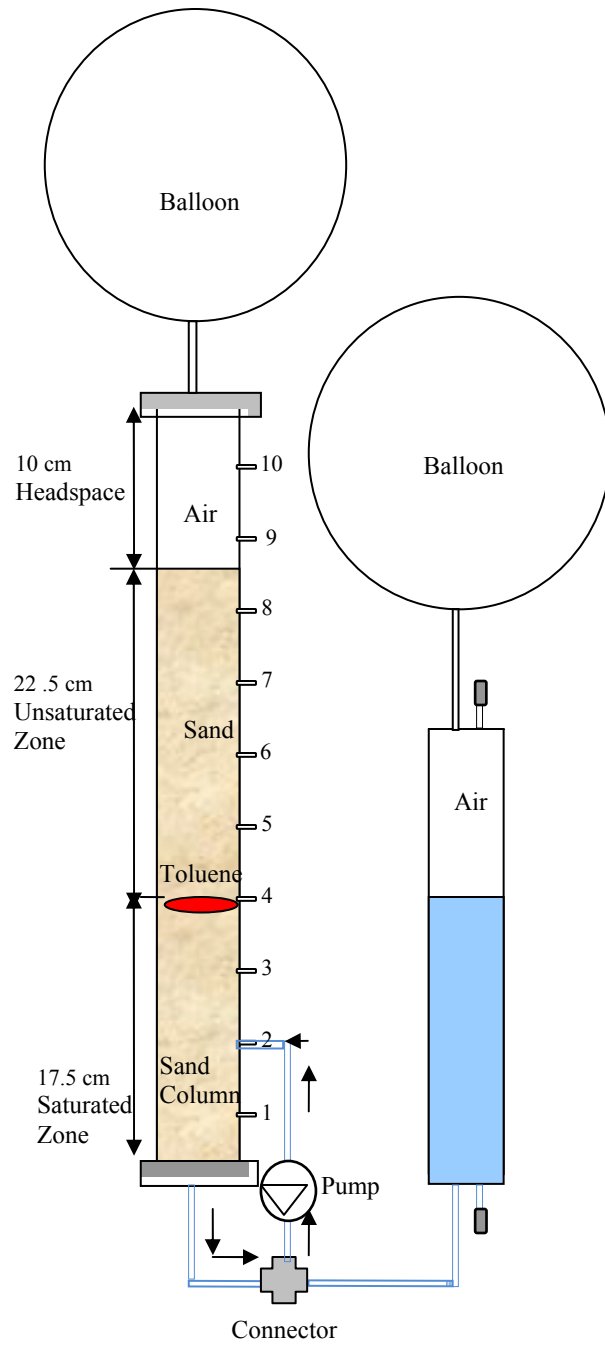 Balloon
Balloon
10 cm
Headspace
10
Air
9
8
22 .5 cm
Unsaturated
Zone
7
Sand
6
Air
5
Toluene
4
3
2
17.5 cm
Saturated
Zone
Sand
Column
1
Pump
Connector